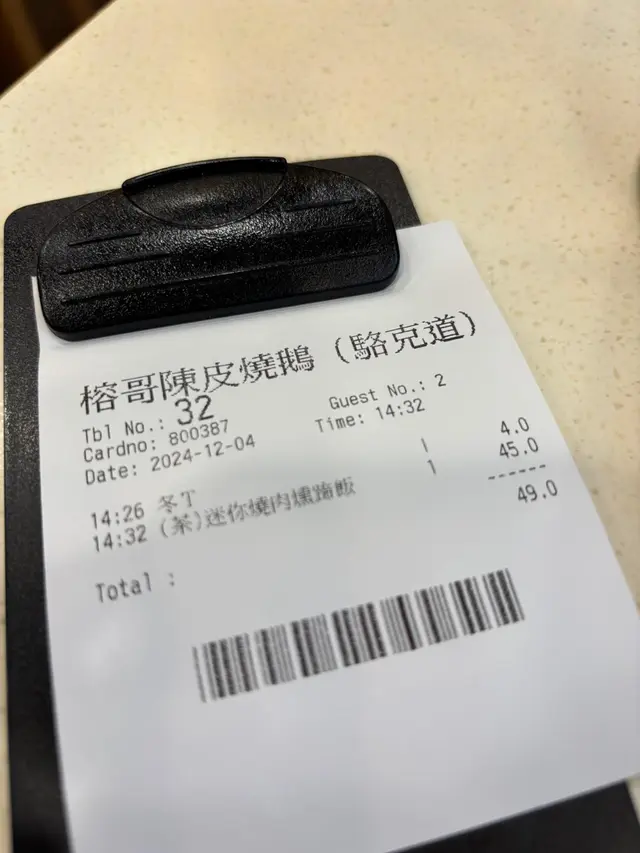 榕哥陳皮燒鵝（駱克道）
Tbl No.: 32 Guest No.: 2
Cardno: 800387 Time: 14:32
Date: 2024-12-04
14:26 冬T 1 4.0
14:32 (茶)迷你燒肉燻蹄飯 1 45.0
------
Total : 49.0